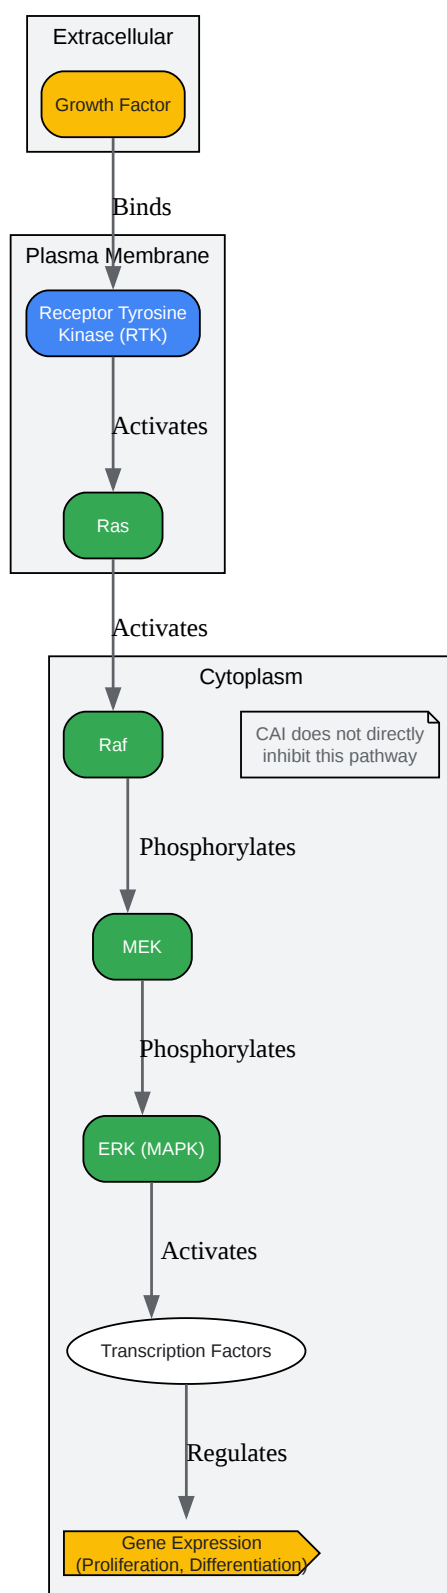 Extracellular
Growth Factor
Binds
Plasma Membrane
Receptor Tyrosine
Kinase (RTK)
Activates
Ras
Activates
Cytoplasm
Raf
CAI does not directly
inhibit this pathway
Phosphorylates
MEK
Phosphorylates
ERK (MAPK)
Activates
Transcription Factors
Regulates
Gene Expression
(Proliferation, Differentiation)